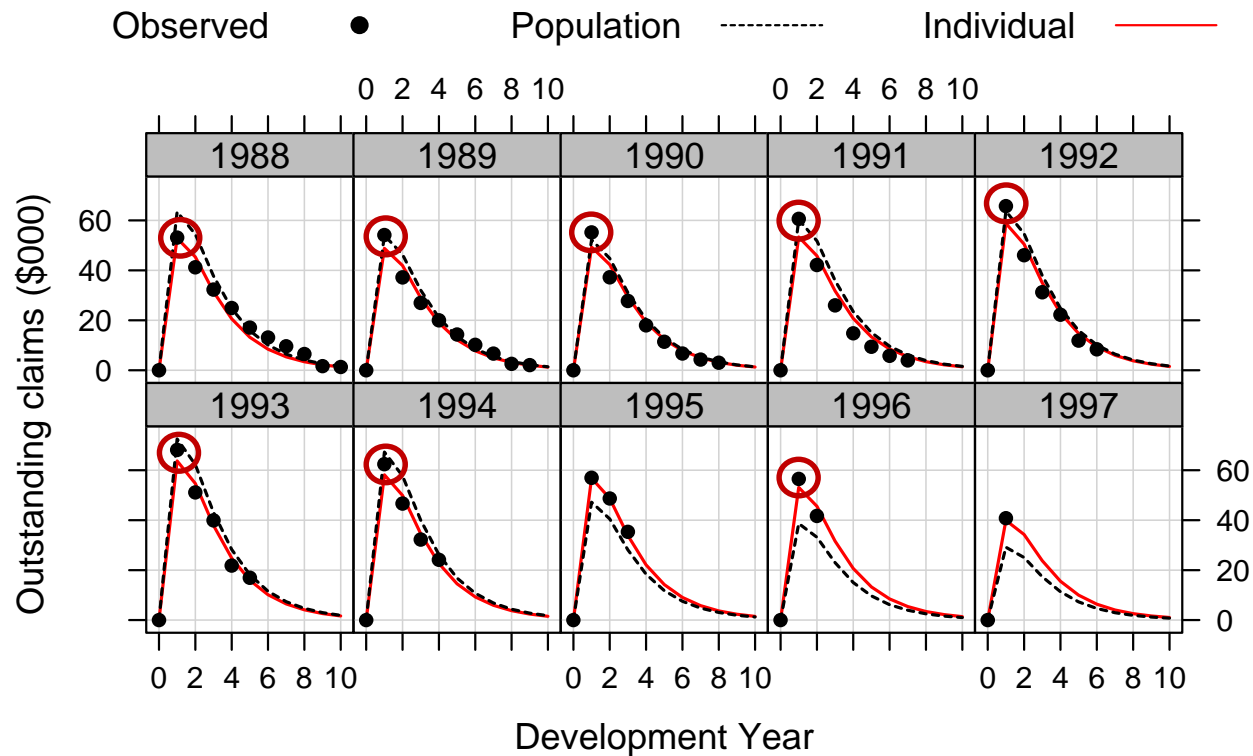 Observed Population Individual
0 2 4 6 8 10 0 2 4 6 8 10
1988 1989 1990 1991 1992
60
40
20
0
1993 1994 1995 1996 1997
60
40
20
0
0 2 4 6 8 10 0 2 4 6 8 10 0 2 4 6 8 10
Outstanding claims ($000)
Development Year